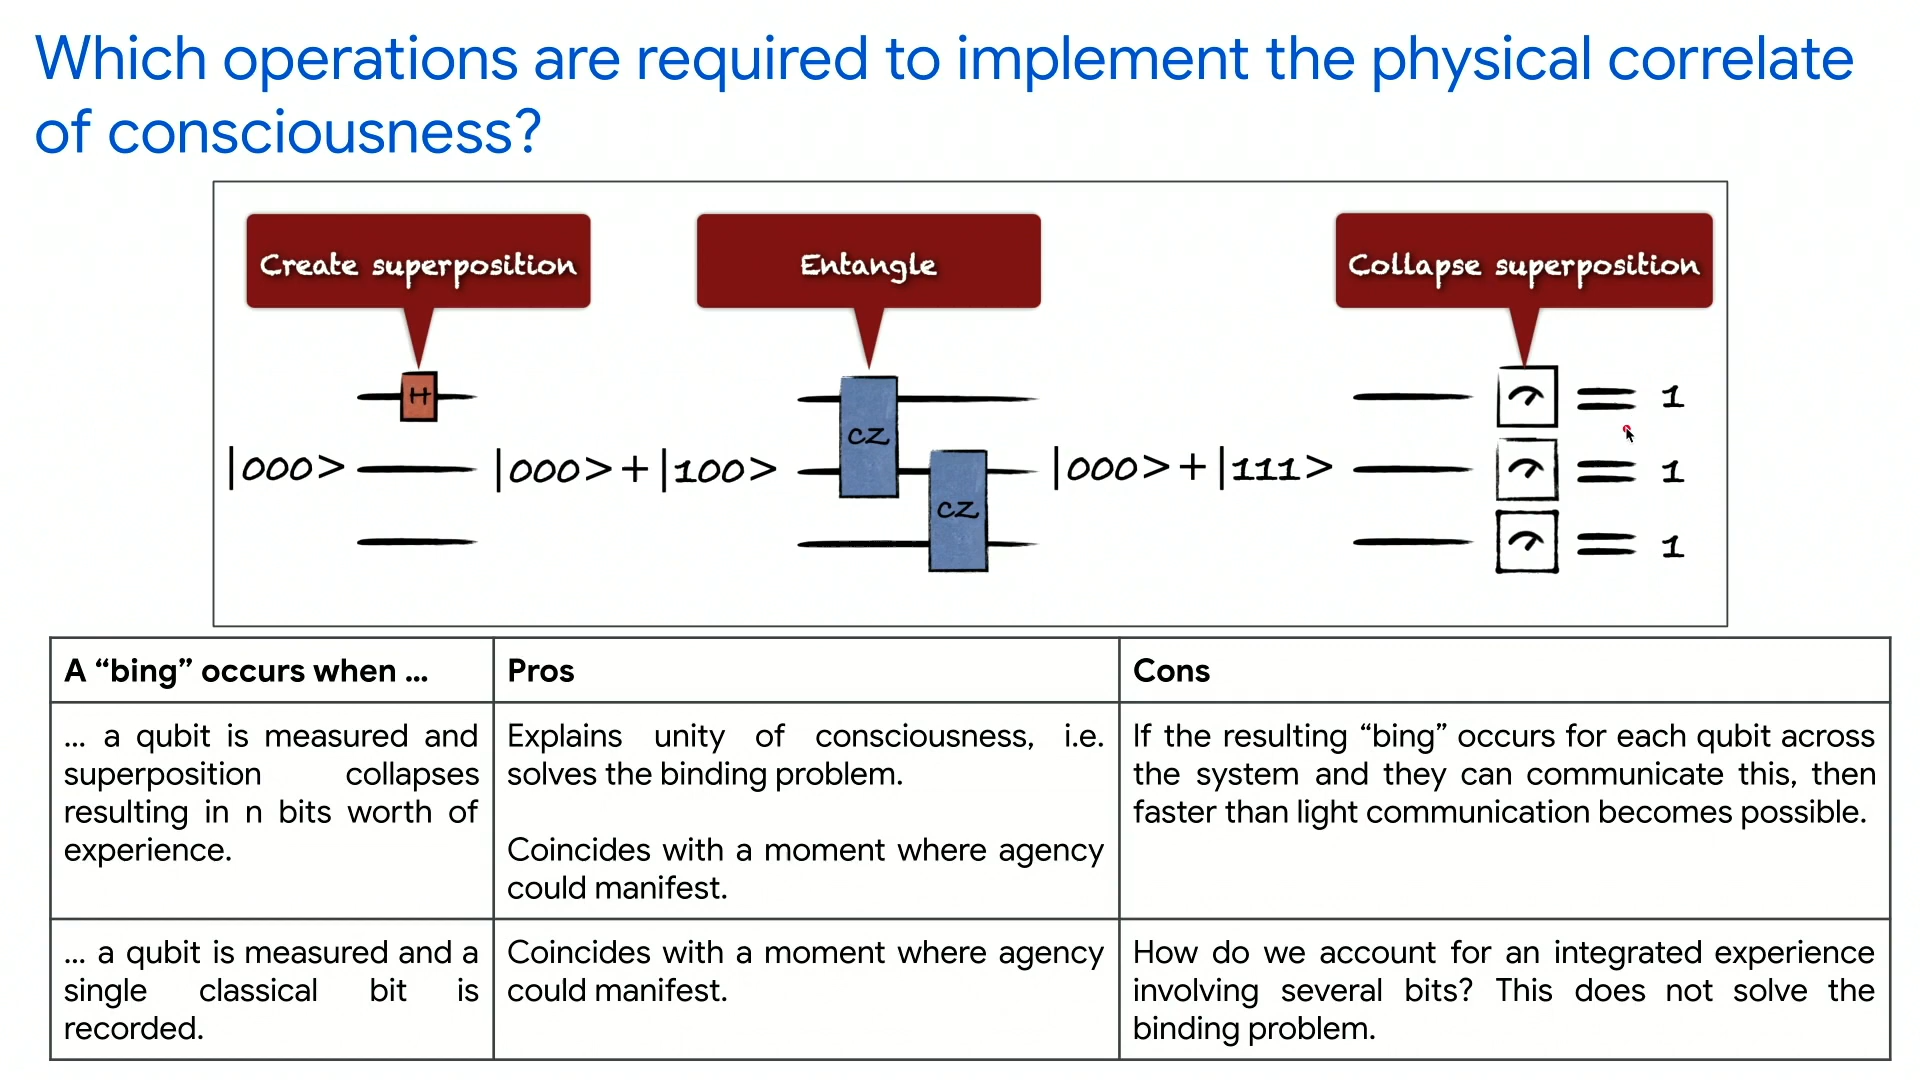 Which operations are required to implement the physical correlate
of consciousness?
Create superposition
Entangle
Collapse superposition
H
CZ
CZ
|000>
|000>+|100>
|000>+|111>
1
1
1
A “bing” occurs when ...
Pros
Cons
... a qubit is measured and
superposition collapses
resulting in n bits worth of
experience.
Explains unity of consciousness, i.e.
solves the binding problem.
Coincides with a moment where agency
could manifest.
If the resulting “bing” occurs for each qubit across
the system and they can communicate this, then
faster than light communication becomes possible.
... a qubit is measured and a
single classical bit is
recorded.
Coincides with a moment where agency
could manifest.
How do we account for an integrated experience
involving several bits? This does not solve the
binding problem.